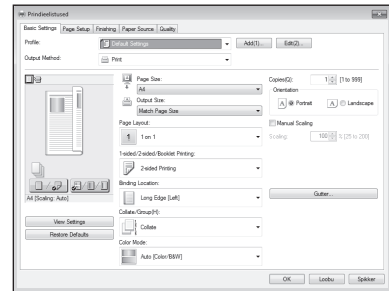 Prindieelistused
Basic Settings Page Setup Finishing Paper Source Quality
Profile: Default Settings Add(1)... Edit(2)...
Output Method: Print
Page Size: Copies(Q): 1 [1 to 999]
A4 Orientation
Output Size: A Portrait A Landscape
Match Page Size
Page Layout: Manual Scaling
1 1 on 1 Scaling: 100 % [25 to 200]
1-sided/2-sided/Booklet Printing:
2-sided Printing
Binding Location:
Long Edge [Left] Gutter...
A4 [Scaling: Auto]
Collate/Group(H):
View Settings Collate
Restore Defaults
Color Mode:
Auto [Color/B&W]
OK Loobu Spikker